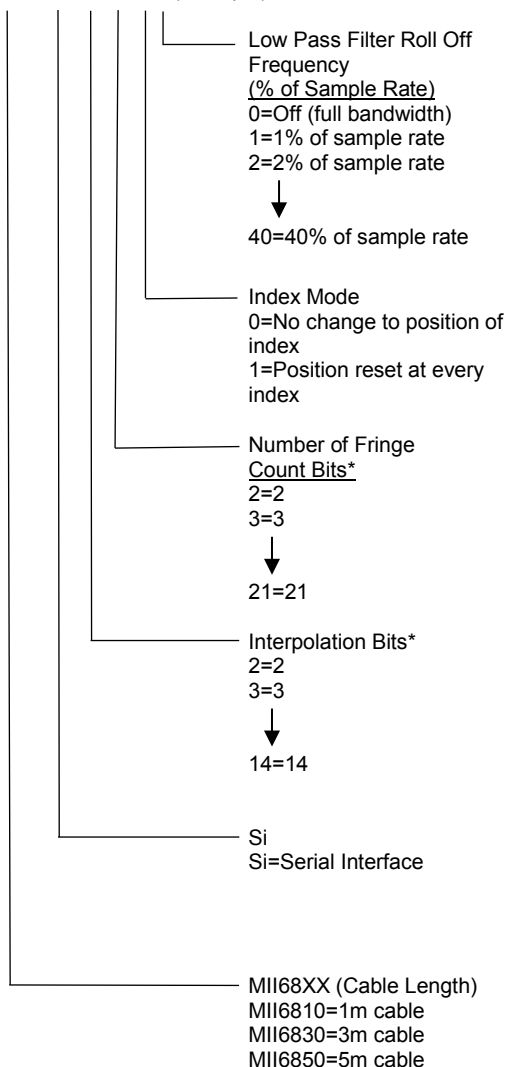 Low Pass Filter Roll Off
Frequency
(% of Sample Rate)
0=Off (full bandwidth)
1=1% of sample rate
2=2% of sample rate
40=40% of sample rate
Index Mode
0=No change to position of
index
1=Position reset at every
index
Number of Fringe
Count Bits*
2=2
3=3
21=21
Interpolation Bits*
2=2
3=3
14=14
Si
Si=Serial Interface
MII68XX (Cable Length)
MII6810=1m cable
MII6830=3m cable
MII6850=5m cable